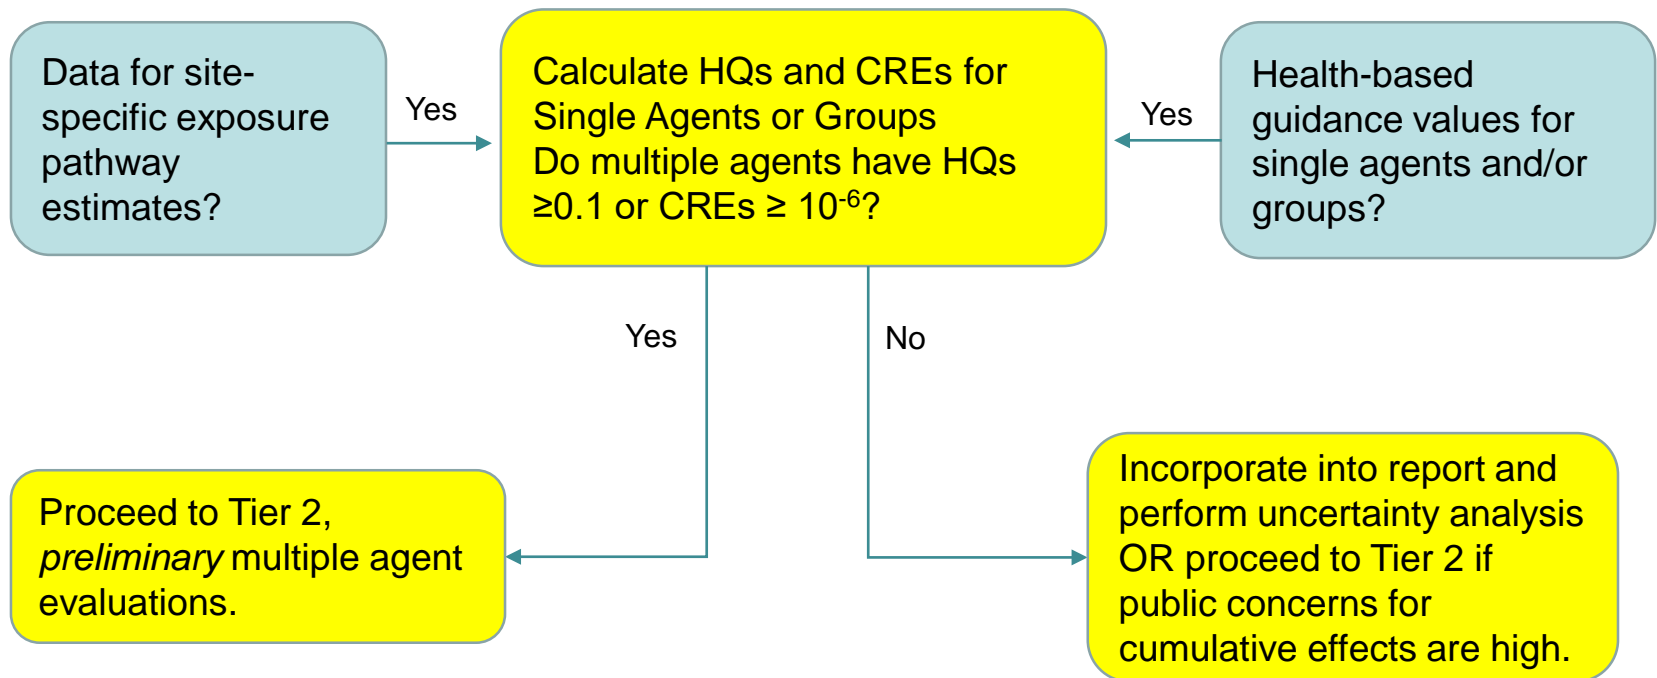 Data for site-
specific exposure
pathway
estimates?
Yes
Calculate HQs and CREs for
Single Agents or Groups
Do multiple agents have HQs
≥0.1 or CREs ≥ 10⁻⁶?
Yes
Health-based
guidance values for
single agents and/or
groups?
Yes
No
Proceed to Tier 2,
preliminary multiple agent
evaluations.
Incorporate into report and
perform uncertainty analysis
OR proceed to Tier 2 if
public concerns for
cumulative effects are high.